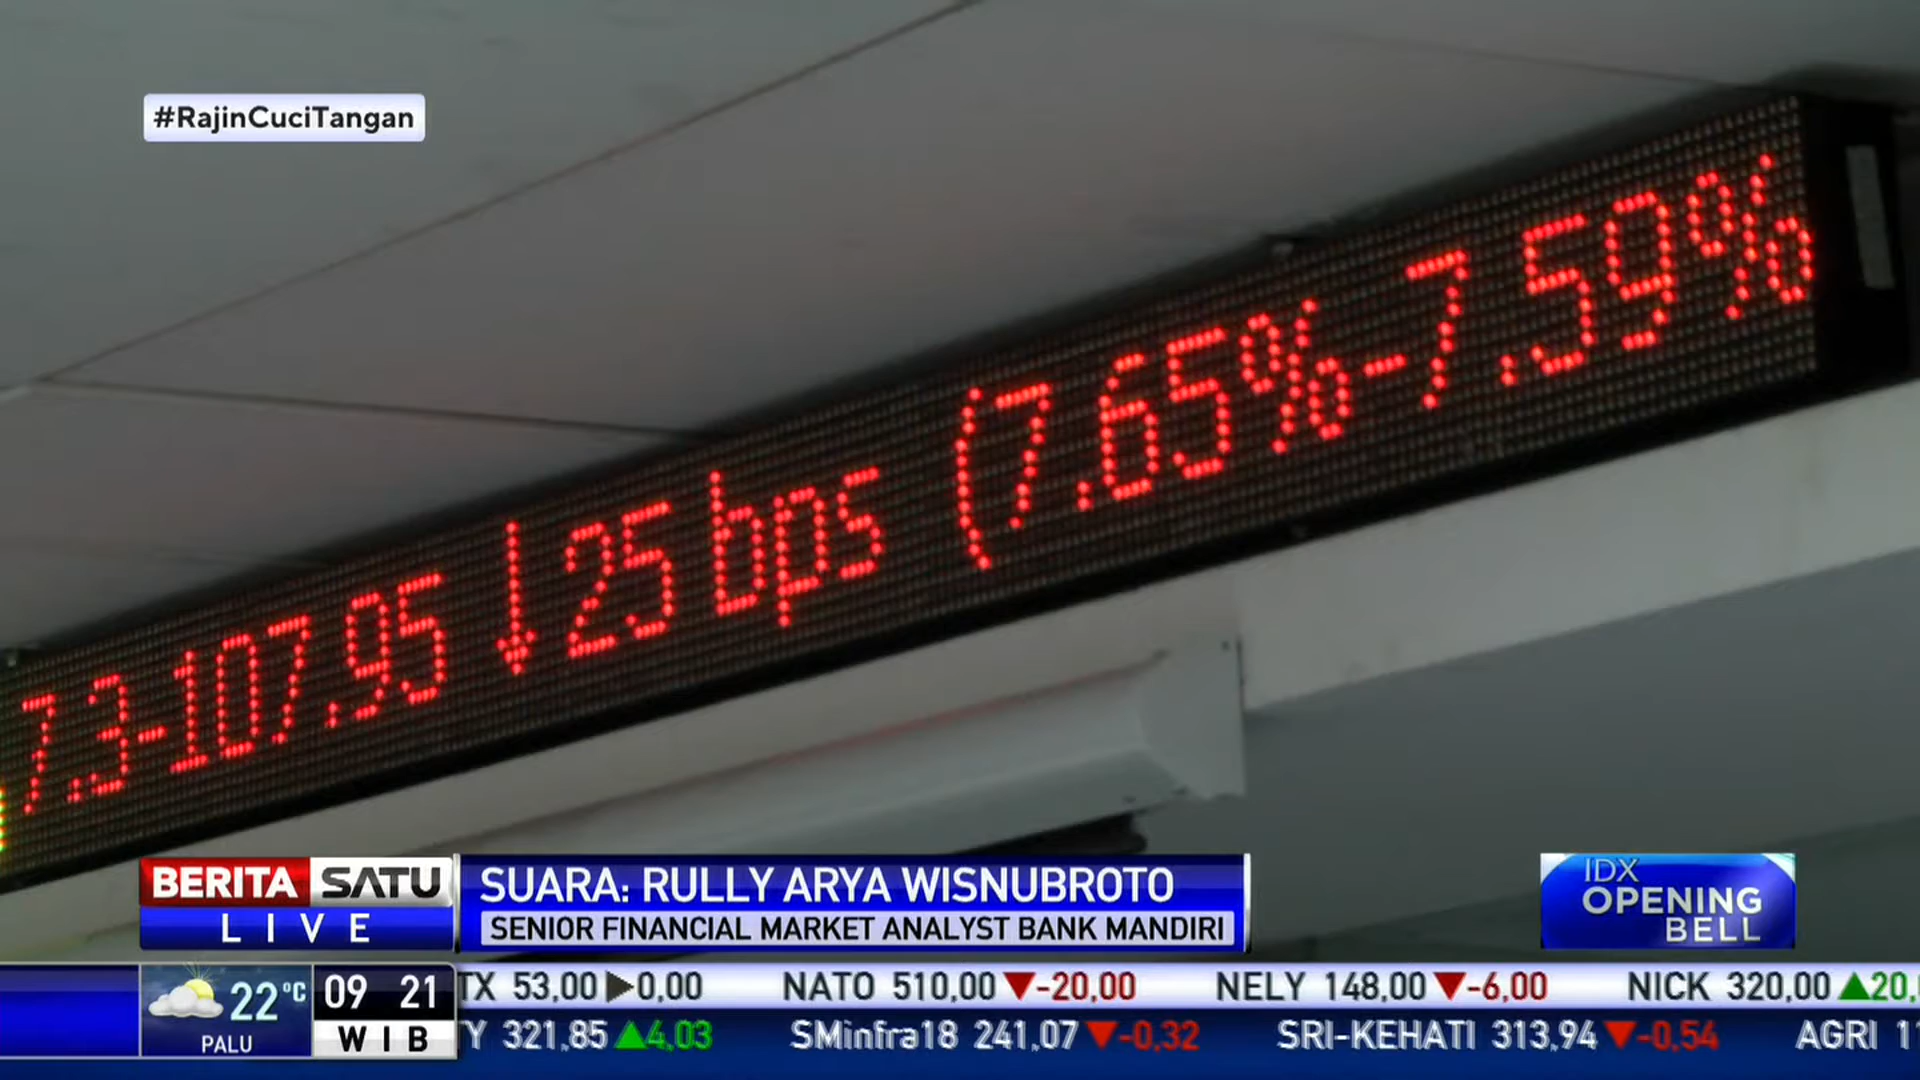 #RajinCuciTangan
7.3-107.95 ↓ 25 bps (7.65%-7.59%
BERITA SATU
LIVE
SUARA: RULLY ARYA WISNUBROTO
SENIOR FINANCIAL MARKET ANALYST BANK MANDIRI
IDX
OPENING
BELL
22°C
PALU
09 21
WIB
TX 53,00 ▶0,00 NATO 510,00 ▼-20,00 NELY 148,00 ▼-6,00 NICK 320,00 ▲20,
Y 321,85 ▲4,03 SMinfra18 241,07 ▼-0,32 SRI-KEHATI 313,94 ▼-0,54 AGRI 1